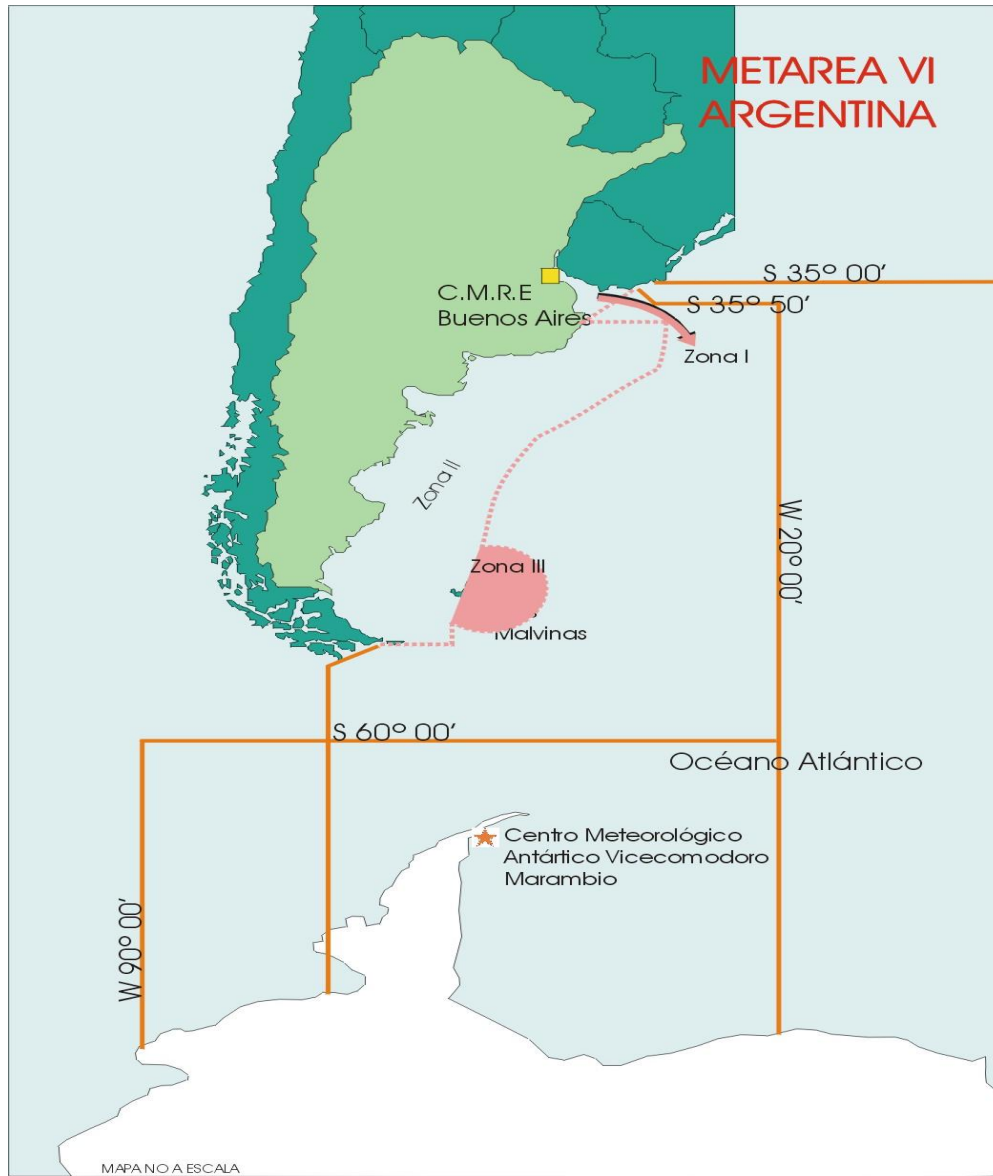 METAREA VI
ARGENTINA
S 35º 00'
C.M.R.E
Buenos Aires
S 35º 50'
Zona I
Zona II
W 20º 00'
Zona III
Malvinas
S 60º 00'
Océano Atlántico
Centro Meteorológico
Antártico Vicecomodoro
Marambio
W 90º 00'
MAPA NO A ESCALA